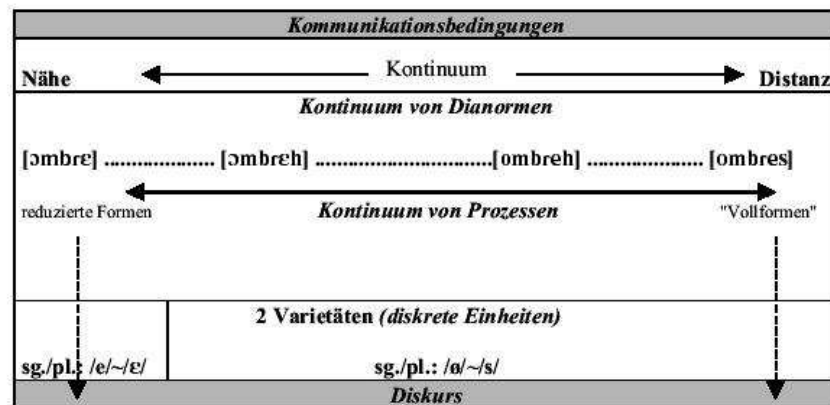 Kommunikationsbedingungen
Kontinuum
Nähe Distanz
Kontinuum von Dianormen
[ɔmbrɛ] ..................... [ɔmbrɛh] ..................................[ombreh] ...................... [ombres]
reduzierte Formen Kontinuum von Prozessen "Vollformen"
2 Varietäten (diskrete Einheiten)
sg./pl.: /e/~/ɛ/ sg./pl.: /ø/~/s/
Diskurs